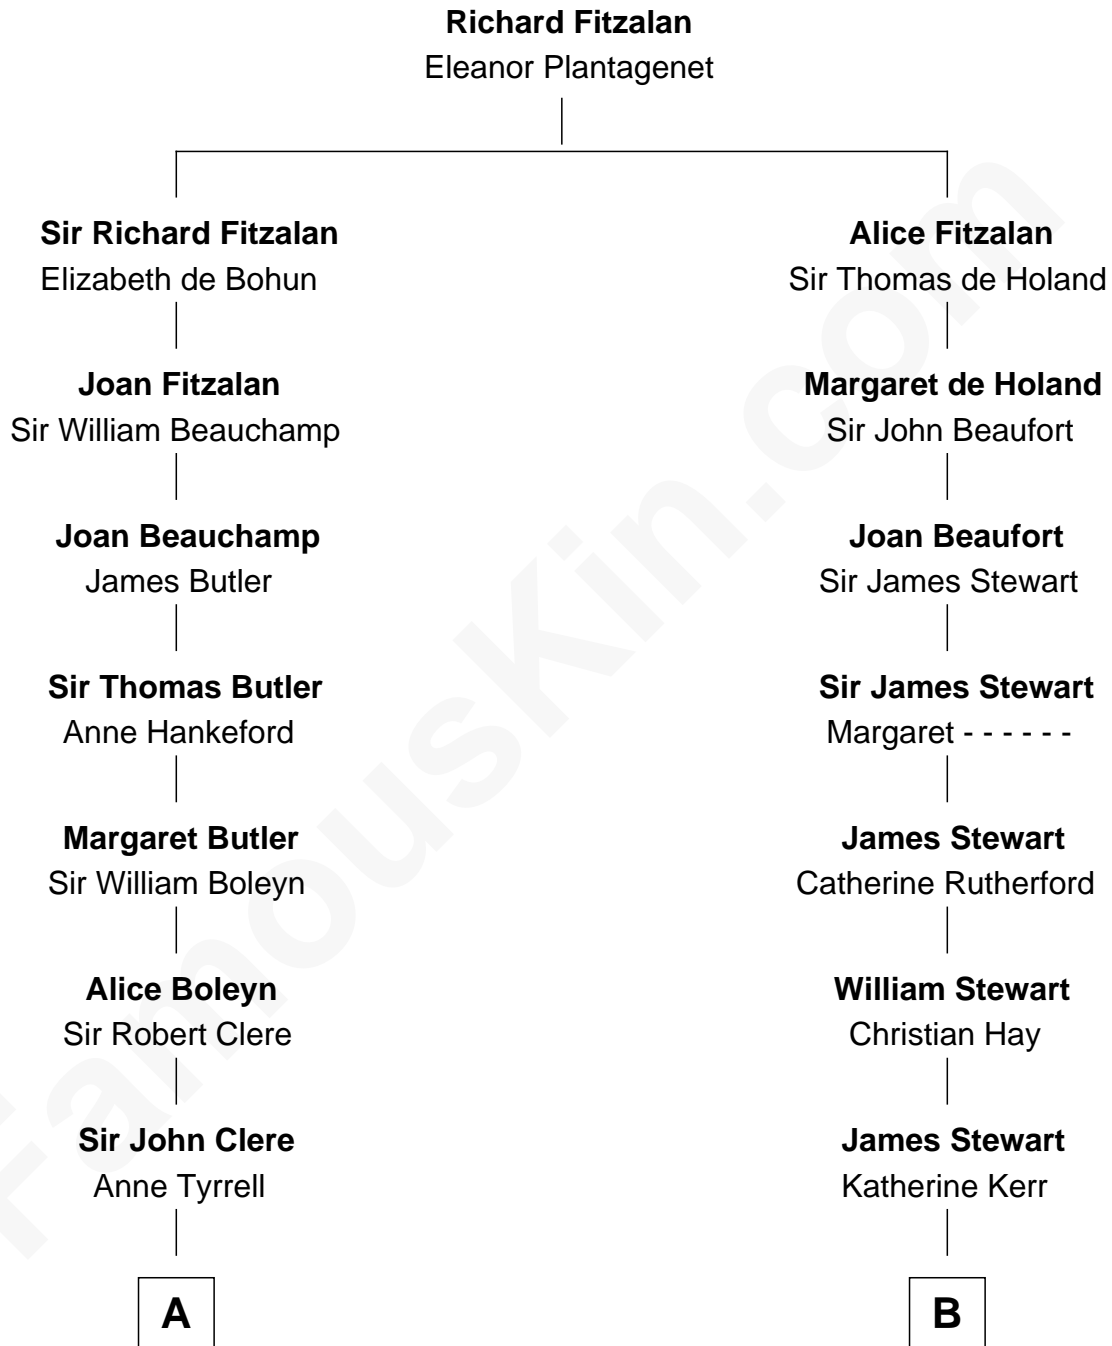 Richard Fitzalan
Eleanor Plantagenet
Sir Richard Fitzalan
Elizabeth de Bohun
Alice Fitzalan
Sir Thomas de Holand
Joan Fitzalan
Sir William Beauchamp
Margaret de Holand
Sir John Beaufort
Joan Beauchamp
James Butler
Joan Beaufort
Sir James Stewart
Sir Thomas Butler
Anne Hankeford
Sir James Stewart
Margaret - - - - - -
Margaret Butler
Sir William Boleyn
James Stewart
Catherine Rutherford
Alice Boleyn
Sir Robert Clere
William Stewart
Christian Hay
Sir John Clere
Anne Tyrrell
James Stewart
Katherine Kerr
A
B
FamousKin.com